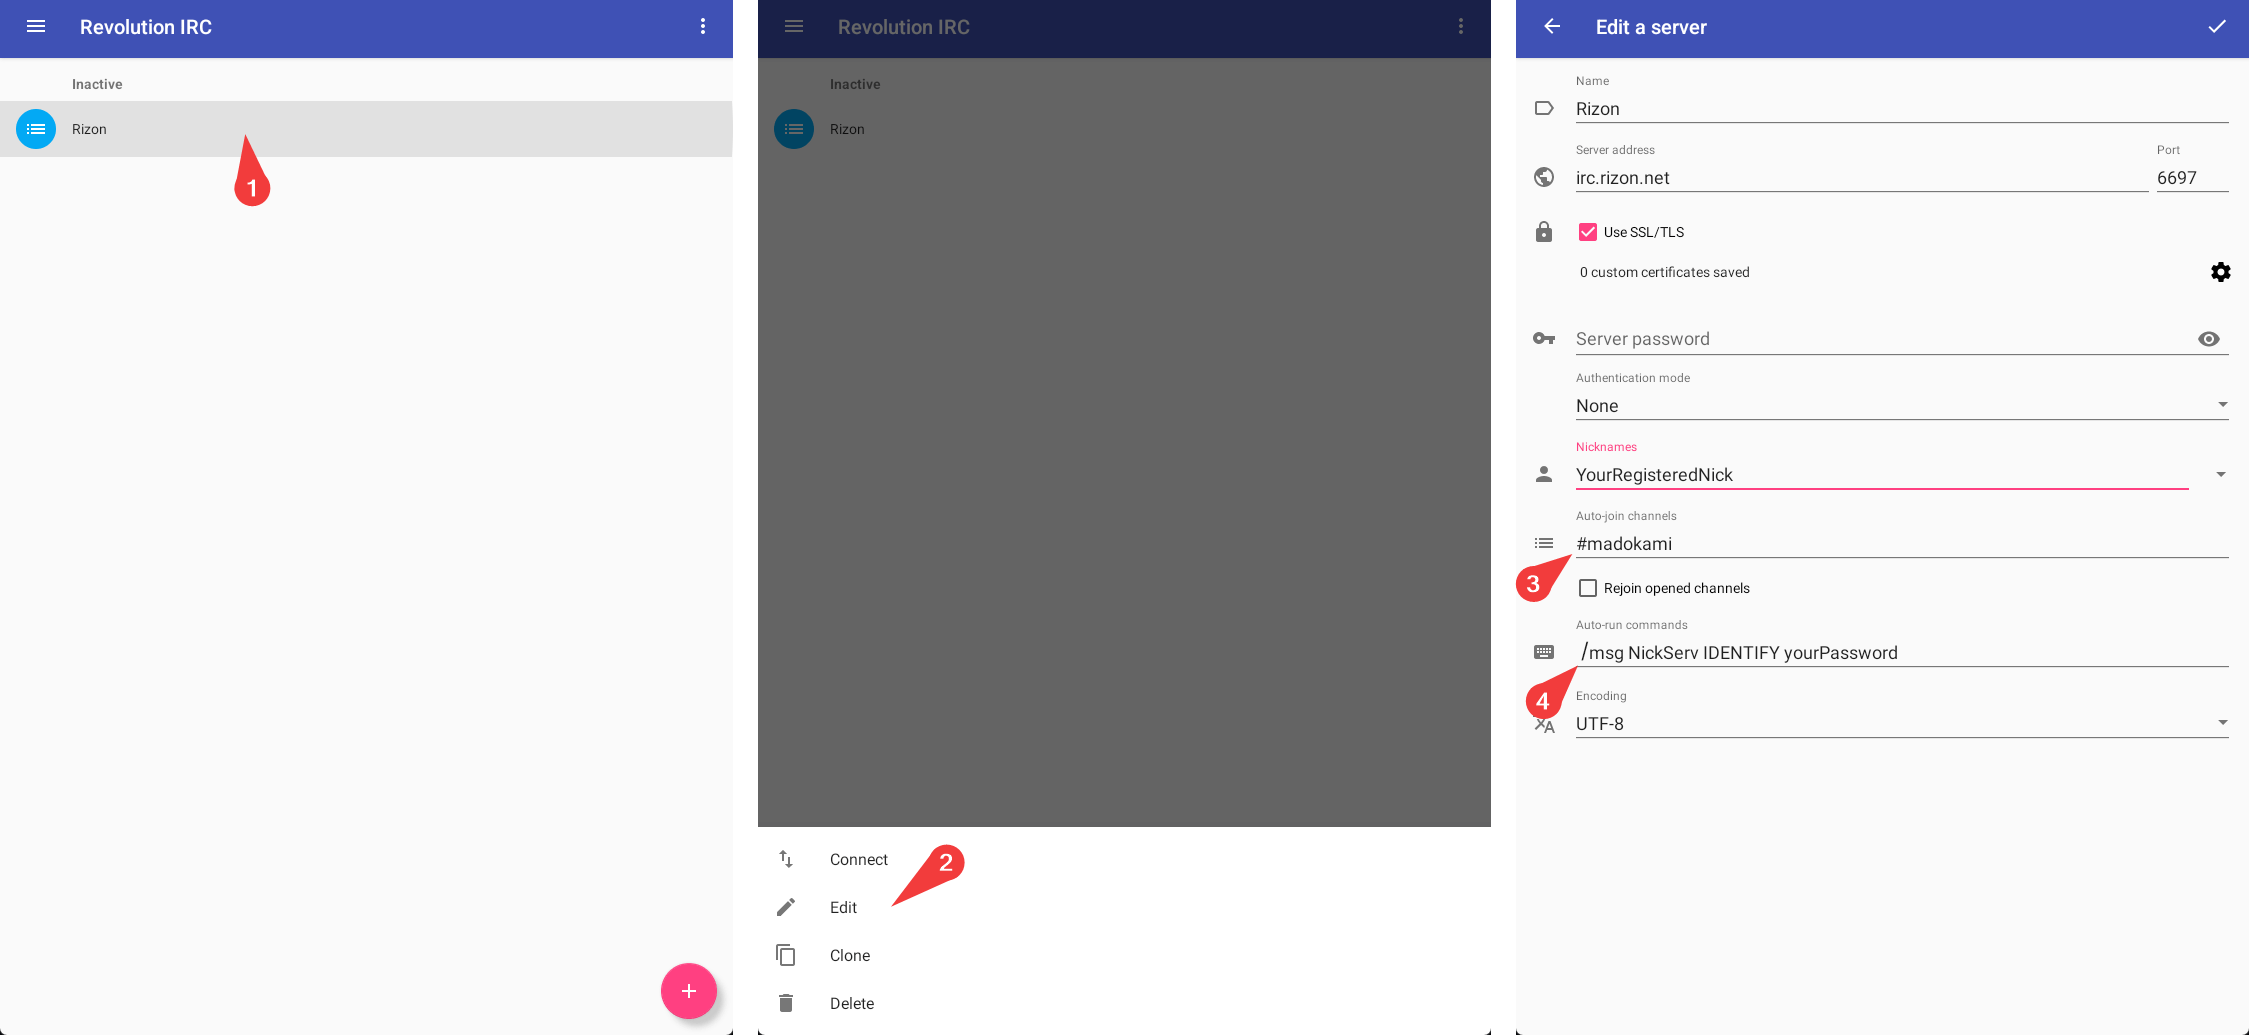 Revolution IRC
Inactive
Rizon
1
Revolution IRC
Inactive
Rizon
Connect
2
Edit
Clone
Delete
Edit a server
Name
Rizon
Server address
Port
irc.rizon.net
6697
Use SSL/TLS
0 custom certificates saved
Server password
Authentication mode
None
Nicknames
YourRegisteredNick
Auto-join channels
#madokami
3
Rejoin opened channels
Auto-run commands
/msg NickServ IDENTIFY yourPassword
4
Encoding
UTF-8